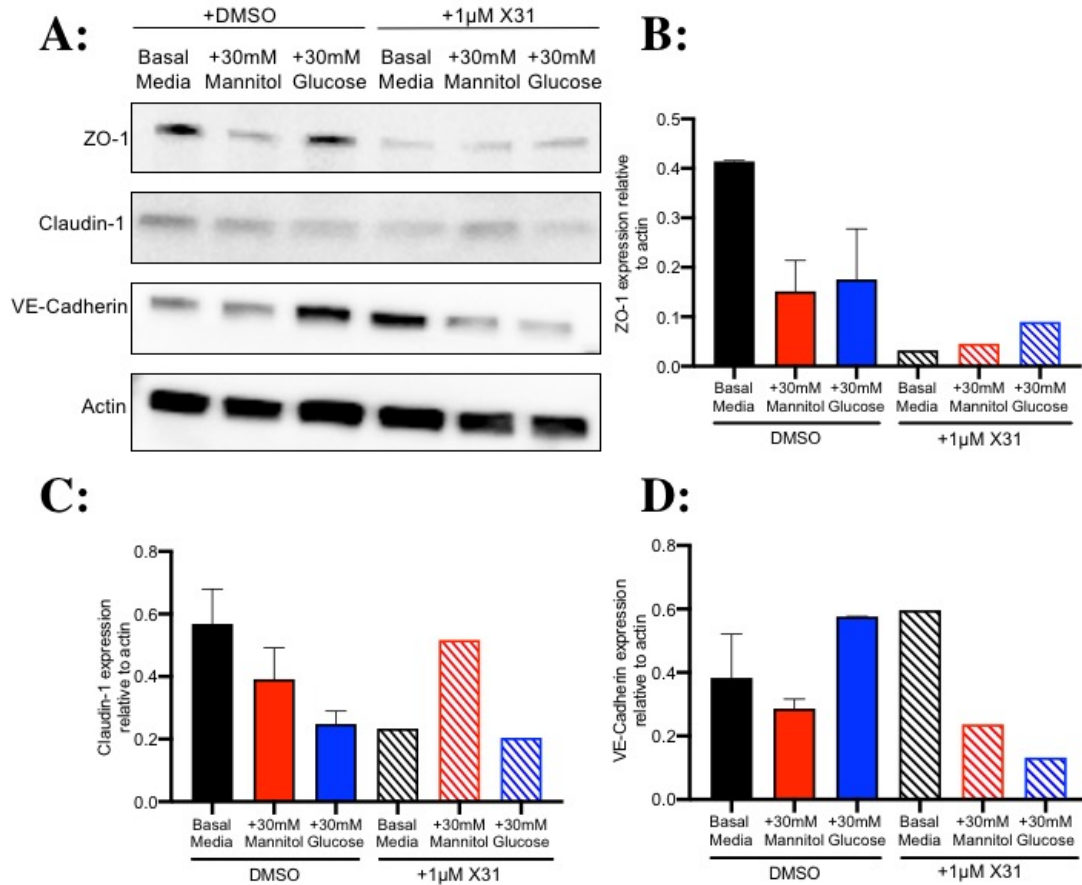 A:
+DMSO
+1µM X31
Basal Media
+30mM Mannitol
+30mM Glucose
Basal Media
+30mM Mannitol
+30mM Glucose
ZO-1
Claudin-1
VE-Cadherin
Actin
B:
ZO-1 expression relative
to actin
0.5
0.4
0.3
0.2
0.1
0.0
Basal Media
+30mM Mannitol
+30mM Glucose
Basal Media
+30mM Mannitol
+30mM Glucose
DMSO
+1µM X31
C:
Claudin-1 expression
relative to actin
0.8
0.6
0.4
0.2
0.0
Basal Media
+30mM Mannitol
+30mM Glucose
Basal Media
+30mM Mannitol
+30mM Glucose
DMSO
+1µM X31
D:
VE-Cadherin expression
relative to actin
0.8
0.6
0.4
0.2
0.0
Basal Media
+30mM Mannitol
+30mM Glucose
Basal Media
+30mM Mannitol
+30mM Glucose
DMSO
+1µM X31